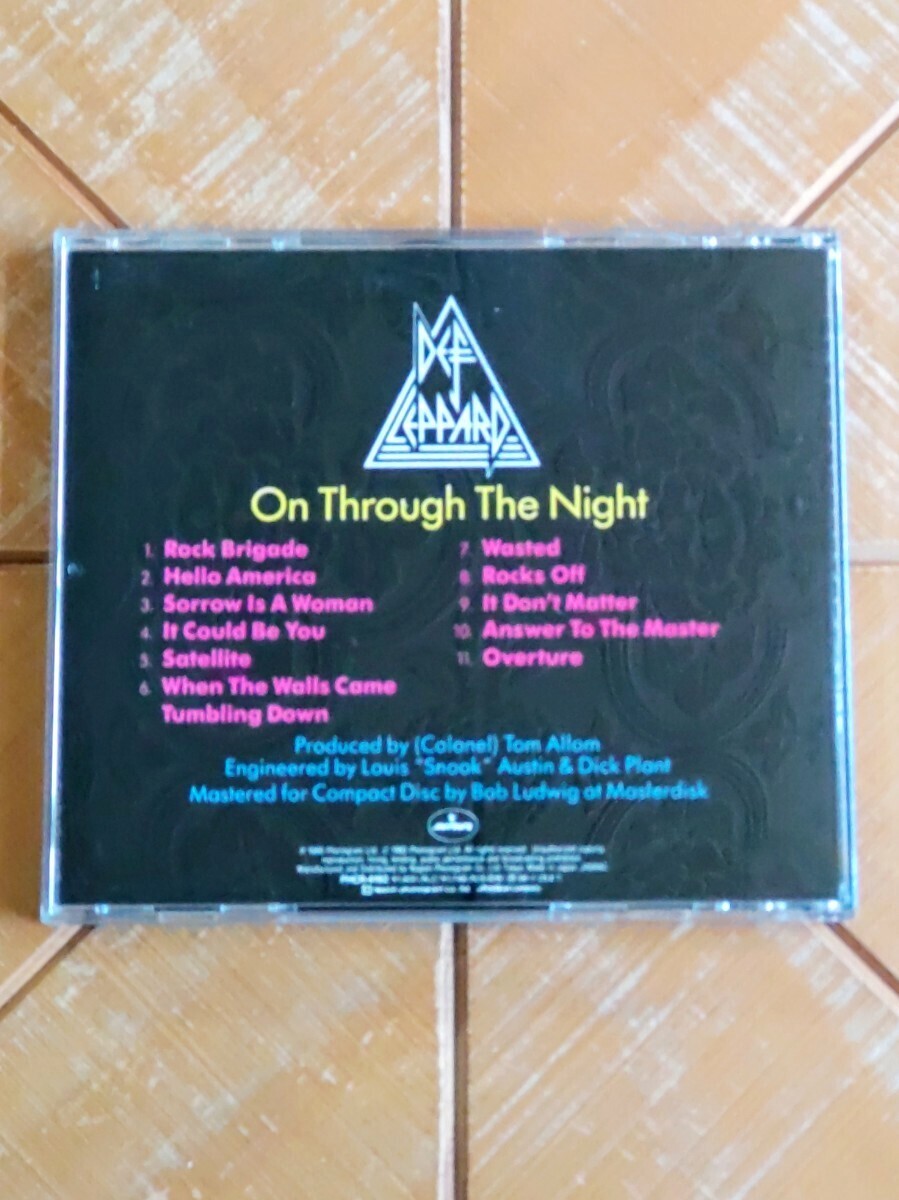 DEF
LEPPARD
On Through The Night
1. Rock Brigade
2. Hello America
3. Sorrow Is A Woman
4. It Could Be You
5. Satellite
6. When The Walls Came
Tumbling Down
7. Wasted
8. Rocks Off
9. It Don't Matter
10. Answer To The Master
11. Overture
Produced by (Colonel) Tom Allom
Engineered by Louis "Snook" Austin & Dick Plant
Mastered for Compact Disc by Bob Ludwig at Masterdisk
mercury